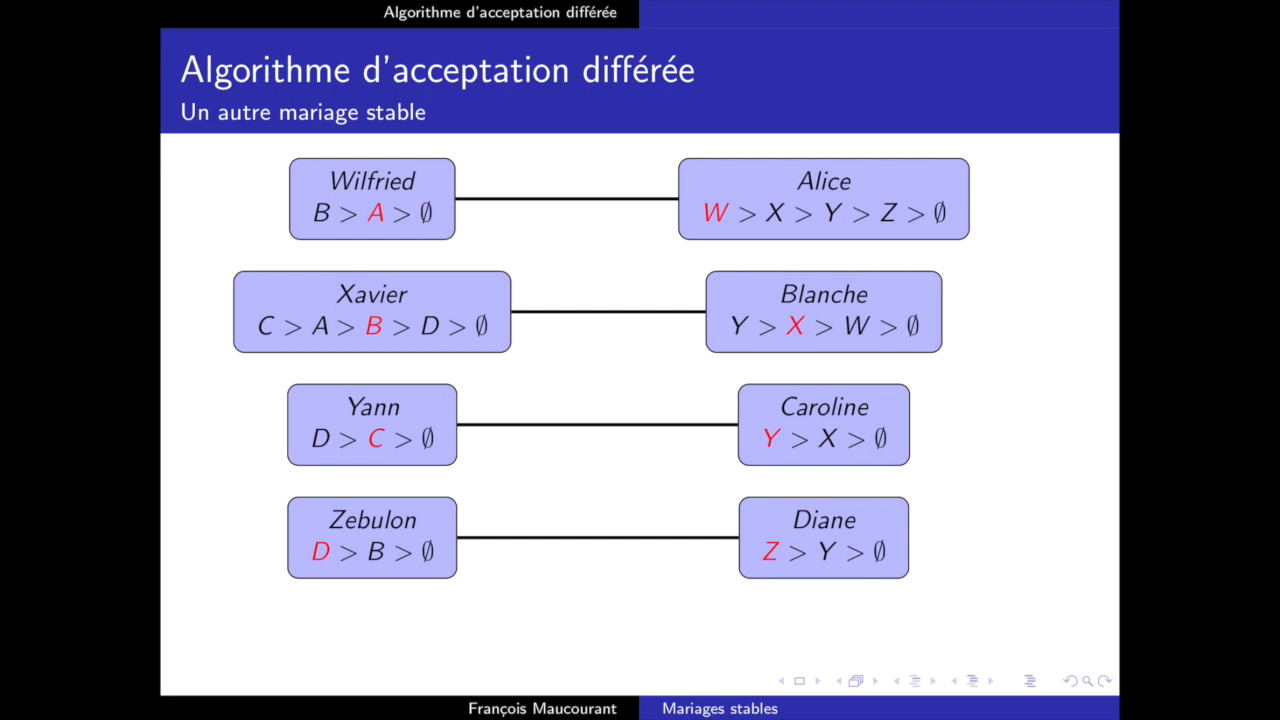 Algorithme d'acceptation différée
Algorithme d'acceptation différée
Un autre mariage stable
Wilfried
B > A > ∅
Alice
W > X > Y > Z > ∅
Xavier
C > A > B > D > ∅
Blanche
Y > X > W > ∅
Yann
D > C > ∅
Caroline
Y > X > ∅
Zebulon
D > B > ∅
Diane
Z > Y > ∅
François Maucourant
Mariages stables